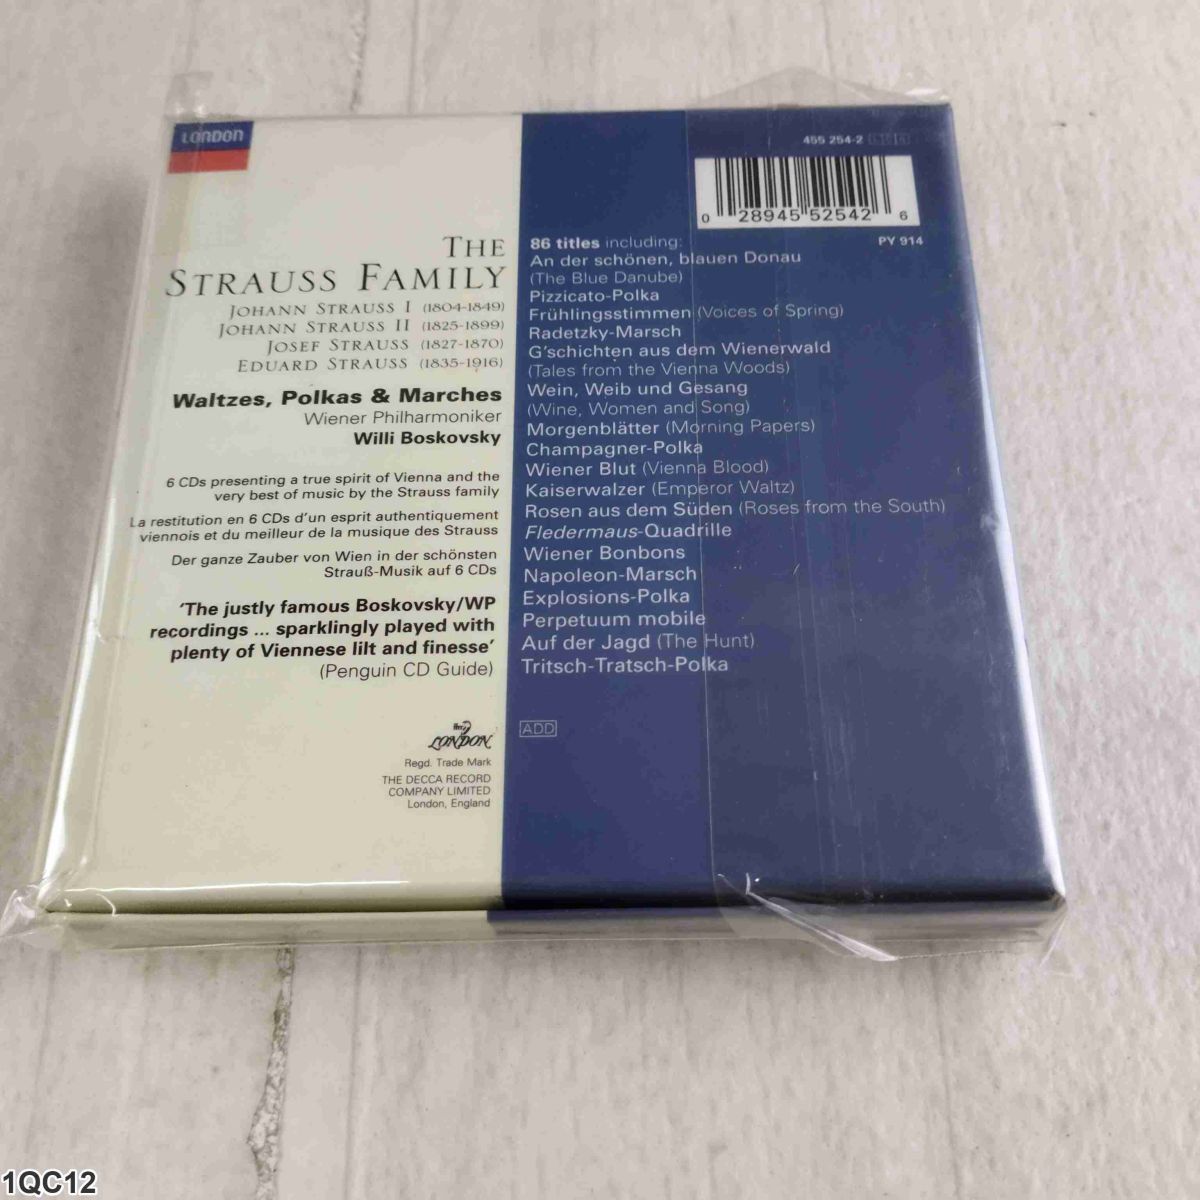 LONDON
THE
STRAUSS FAMILY
JOHANN STRAUSS I (1804-1849)
JOHANN STRAUSS II (1825-1899)
JOSEF STRAUSS (1827-1870)
EDUARD STRAUSS (1835-1916)
Waltzes, Polkas & Marches
Wiener Philharmoniker
Willi Boskovsky
6 CDs presenting a true spirit of Vienna and the
very best of music by the Strauss family
La restitution en 6 CDs d'un esprit authentiquement
viennois et du meilleur de la musique des Strauss
Der ganze Zauber von Wien in der schönsten
Strauß-Musik auf 6 CDs
'The justly famous Boskovsky/WP
recordings ... sparklingly played with
plenty of Viennese lilt and finesse'
(Penguin CD Guide)
LONDON
Regd. Trade Mark
THE DECCA RECORD
COMPANY LIMITED
London, England
455 254-2
0 28945 52542 6
PY 914
86 titles including:
An der schönen, blauen Donau
(The Blue Danube)
Pizzicato-Polka
Frühlingsstimmen (Voices of Spring)
Radetzky-Marsch
G'schichten aus dem Wienerwald
(Tales from the Vienna Woods)
Wein, Weib und Gesang
(Wine, Women and Song)
Morgenblätter (Morning Papers)
Champagner-Polka
Wiener Blut (Vienna Blood)
Kaiserwalzer (Emperor Waltz)
Rosen aus dem Süden (Roses from the South)
Fledermaus-Quadrille
Wiener Bonbons
Napoleon-Marsch
Explosions-Polka
Perpetuum mobile
Auf der Jagd (The Hunt)
Tritsch-Tratsch-Polka
ADD
1QC12